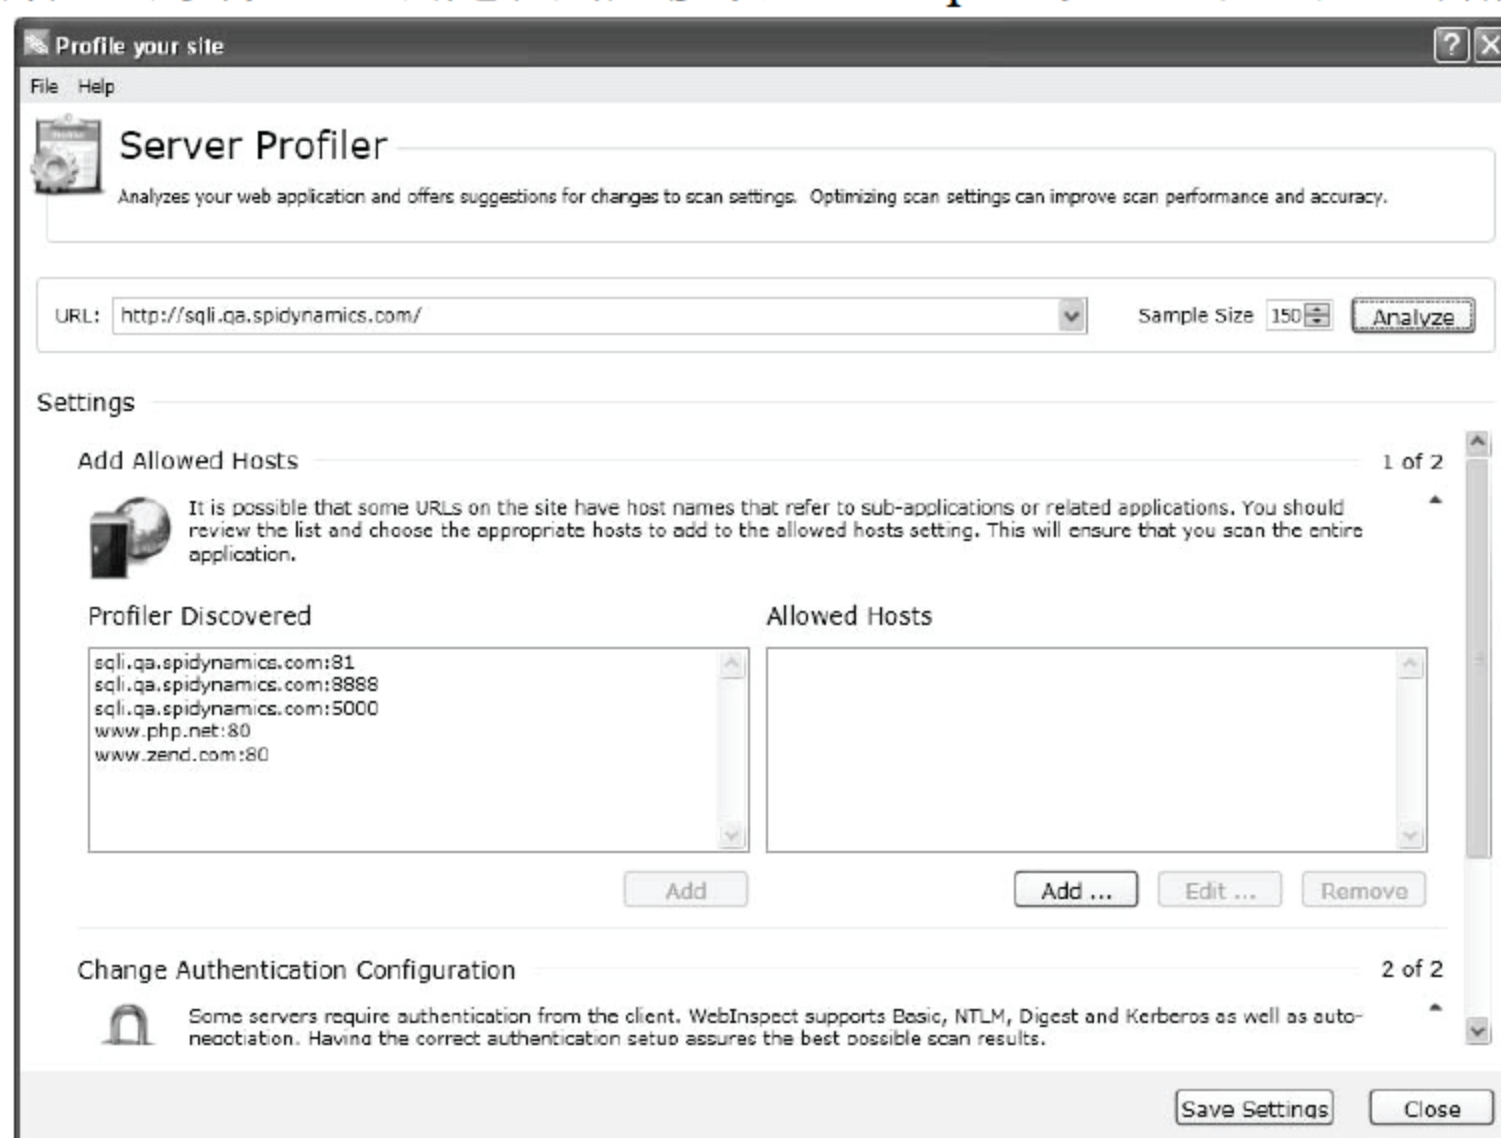 Profile your site
File Help
Server Profiler
Analyzes your web application and offers suggestions for changes to scan settings. Optimizing scan settings can improve scan performance and accuracy.
URL: http://sqli.qa.spidynamics.com/ Sample Size 150 Analyze
Settings
Add Allowed Hosts 1 of 2
It is possible that some URLs on the site have host names that refer to sub-applications or related applications. You should
review the list and choose the appropriate hosts to add to the allowed hosts setting. This will ensure that you scan the entire
application.
Profiler Discovered Allowed Hosts
sqli.qa.spidynamics.com:81
sqli.qa.spidynamics.com:8888
sqli.qa.spidynamics.com:5000
www.php.net:80
www.zend.com:80
Add Add ... Edit ... Remove
Change Authentication Configuration 2 of 2
Some servers require authentication from the client. WebInspect supports Basic, NTLM, Digest and Kerberos as well as auto-
negotiation. Having the correct authentication setup assures the best possible scan results.
Save Settings Close